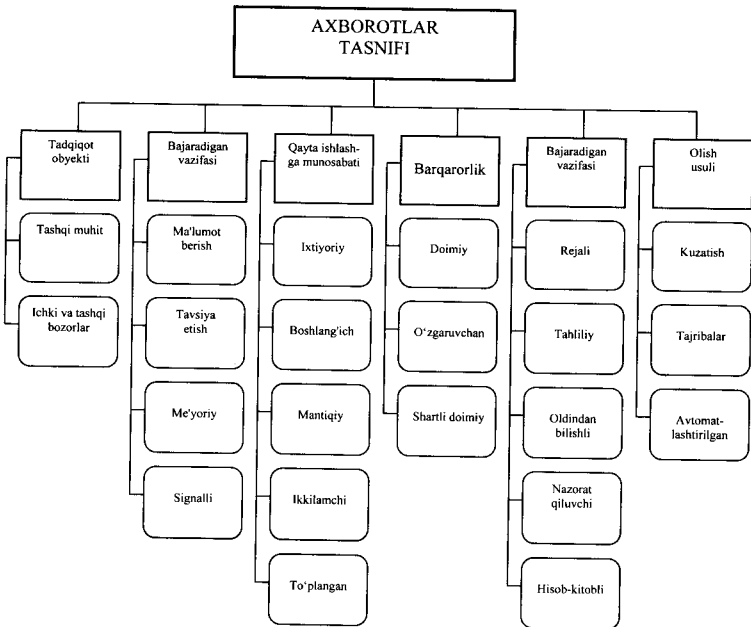 AXBOROTLAR
TASNIFI
Tadqiqot
obyekti
Tashqi muhit
Ichki va tashqi
bozorlar
Bajaradigan
vazifasi
Ma'lumot
berish
Tavsiya
etish
Me'yoriy
Signalli
Qayta ishlash-
ga munosabati
Ixtiyoriy
Boshlang'ich
Mantiqiy
Ikkilamchi
To‘plangan
Barqarorlik
Doimiy
O‘zgaruvchan
Shartli doimiy
Bajaradigan
vazifasi
Rejali
Tahliliy
Oldindan
bilishli
Nazorat
qiluvchi
Hisob-kitobli
Olish
usuli
Kuzatish
Tajribalar
Avtomat-
lashtirilgan